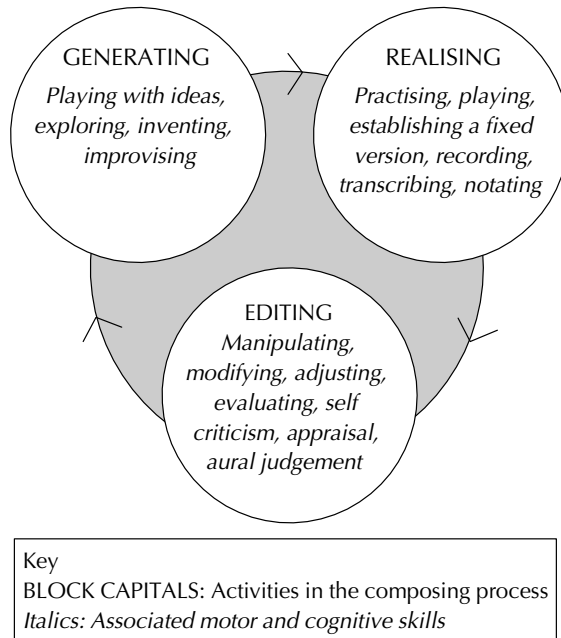 GENERATING
Playing with ideas,
exploring, inventing,
improvising
REALISING
Practising, playing,
establishing a fixed
version, recording,
transcribing, notating
EDITING
Manipulating,
modifying, adjusting,
evaluating, self
criticism, appraisal,
aural judgement
Key
BLOCK CAPITALS: Activities in the composing process
Italics: Associated motor and cognitive skills